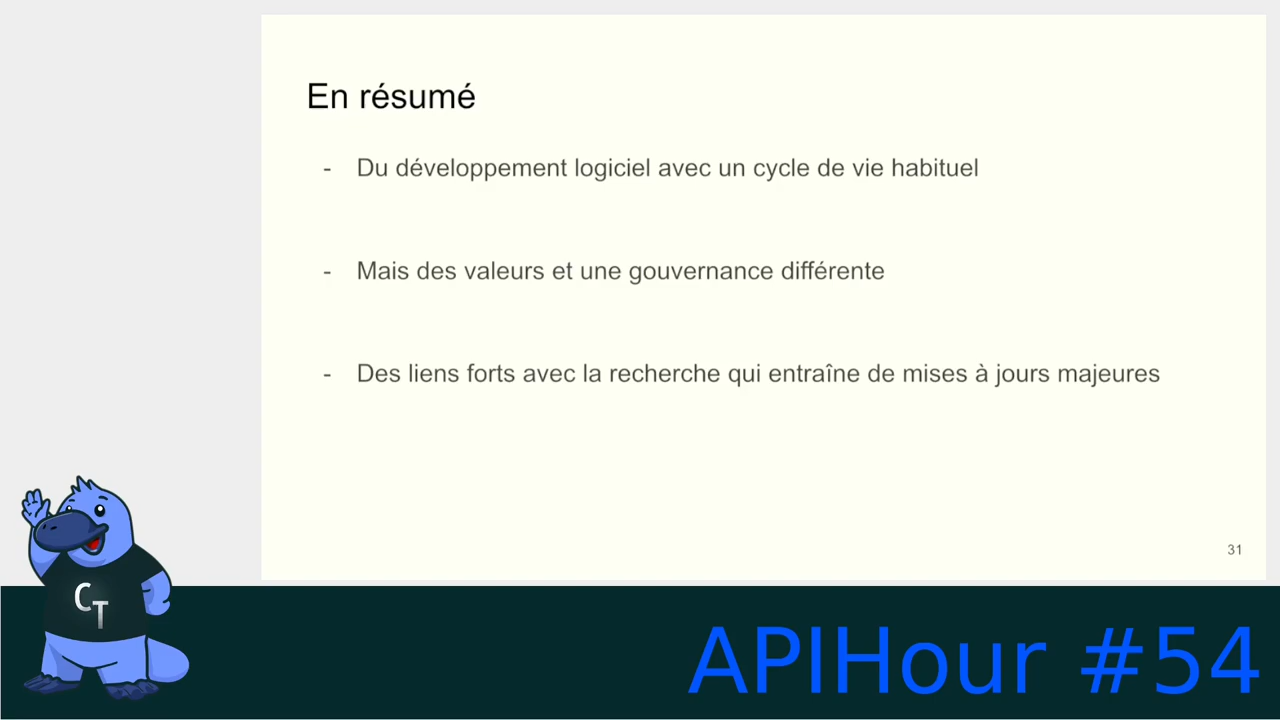 En résumé
- Du développement logiciel avec un cycle de vie habituel
- Mais des valeurs et une gouvernance différente
- Des liens forts avec la recherche qui entraîne de mises à jours majeures
31
CT
APIHour #54